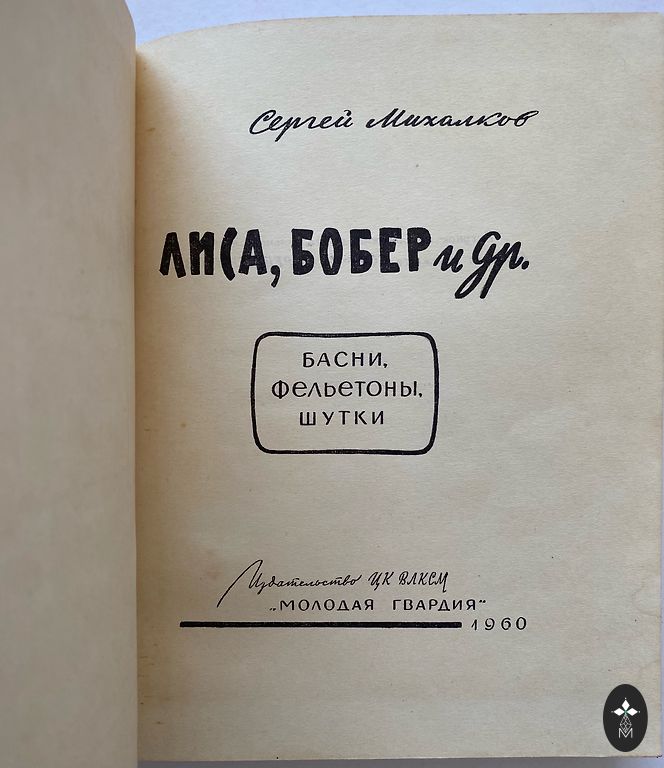 Сергей Михалков
ЛИСА, БОБЕР и др.
БАСНИ,
ФЕЛЬЕТОНЫ,
ШУТКИ
Издательство ЦК ВЛКСМ
„МОЛОДАЯ ГВАРДИЯ“
1960
М